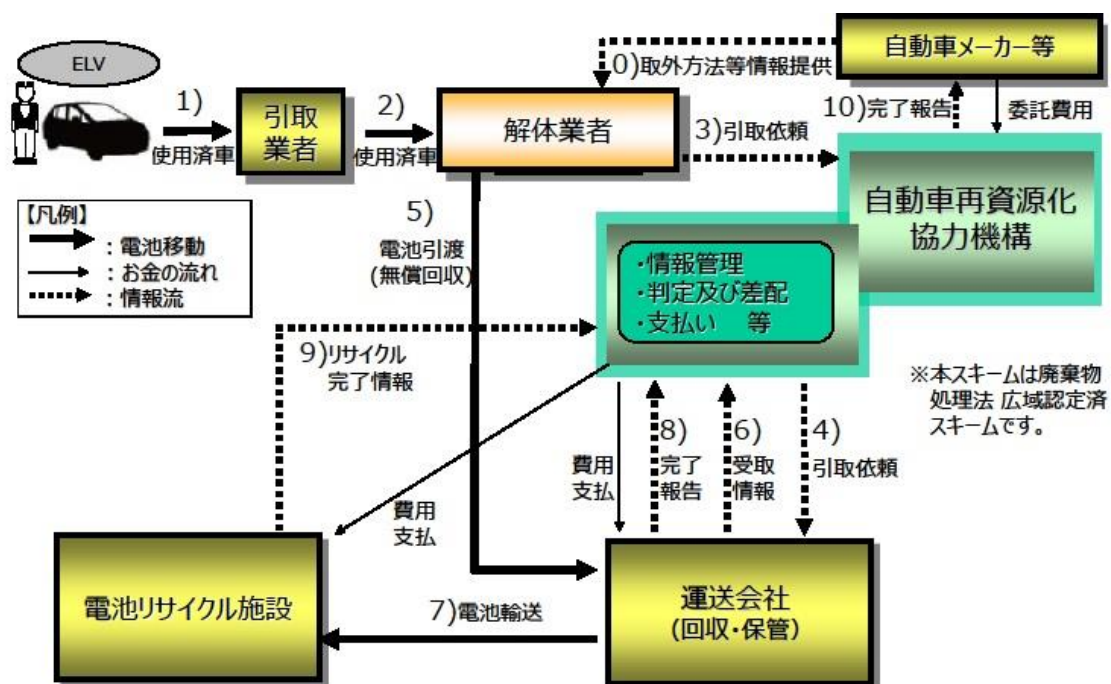 ELV
1)
使用済車
引取
業者
2)
使用済車
解体業者
0)取外方法等情報提供
自動車メーカー等
10)完了報告
委託費用
3)引取依頼
自動車再資源化
協力機構
【凡例】
：電池移動
：お金の流れ
：情報流
5)
電池引渡
(無償回収)
・情報管理
・判定及び差配
・支払い 等
9)リサイクル
完了情報
※本スキームは廃棄物
処理法 広域認定済
スキームです。
費用
支払
8)
完了
報告
6)
受取
情報
4)
引取依頼
費用
支払
電池リサイクル施設
7)電池輸送
運送会社
(回収・保管)